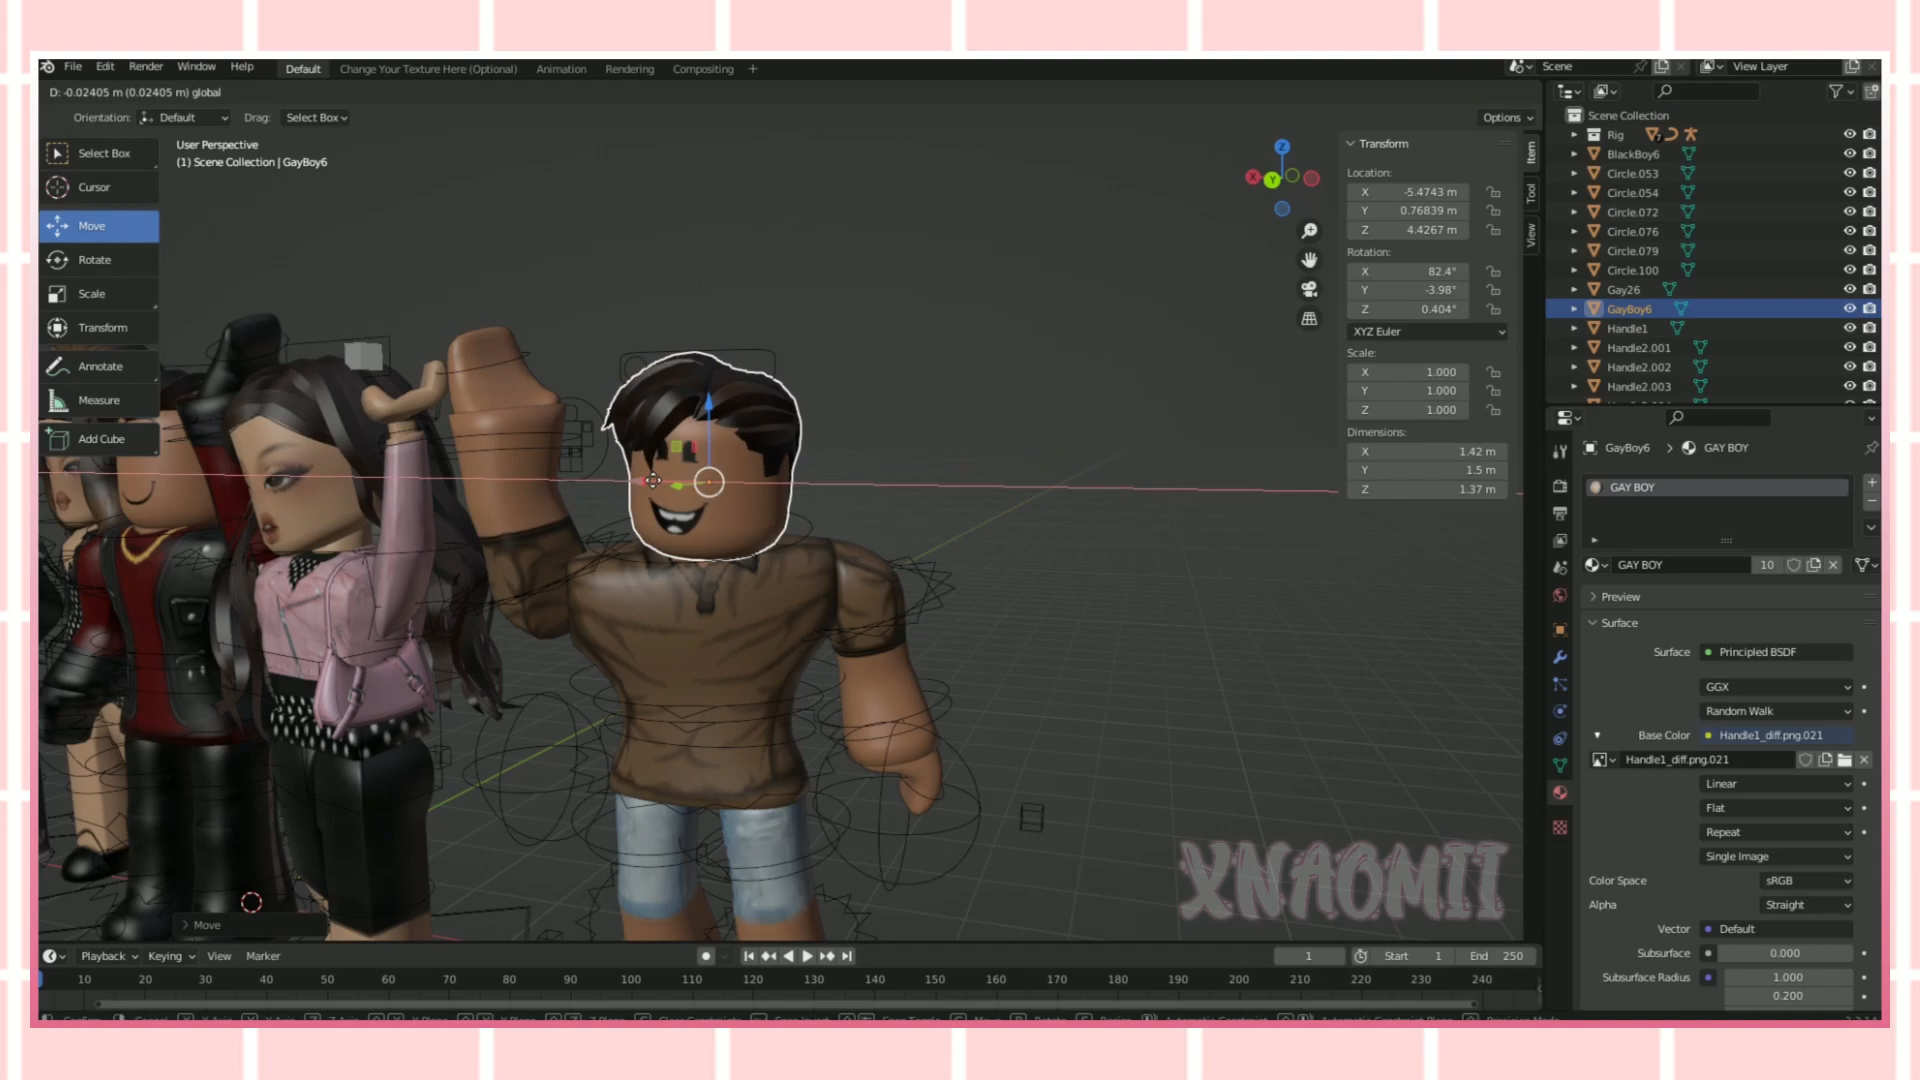 File Edit Render Window Help Default Change Your Texture Here (Optional) Animation Rendering Compositing + Scene View Layer
D: -0.02405 m (0.02405 m) global
Orientation: Default Drag: Select Box Options
User Perspective
(1) Scene Collection | GayBoy6
Select Box
Cursor
Move
Rotate
Scale
Transform
Annotate
Measure
Add Cube
Z
X
Y
Transform
Location:
X -5.4743 m
Y 0.76839 m
Z 4.4267 m
Rotation:
X 82.4°
Y -3.98°
Z 0.404°
XYZ Euler
Scale:
X 1.000
Y 1.000
Z 1.000
Dimensions:
X 1.42 m
Y 1.5 m
Z 1.37 m
Item
Tool
View
Scene Collection
Rig
BlackBoy6
Circle.053
Circle.054
Circle.072
Circle.076
Circle.079
Circle.100
Gay26
GayBoy6
Handle1
Handle2.001
Handle2.002
Handle2.003
GayBoy6 > GAY BOY
GAY BOY
GAY BOY 10
Preview
Surface
Surface Principled BSDF
GGX
Random Walk
Base Color Handle1_diff.png.021
Handle1_diff.png.021
Linear
Flat
Repeat
Single Image
Color Space sRGB
Alpha Straight
Vector Default
Subsurface 0.000
Subsurface Radius 1.000
0.200
XNAOMII
Move
Playback Keying View Marker 1 Start 1 End 250
10 20 30 40 50 60 70 80 90 100 110 120 130 140 150 160 170 180 190 200 210 220 230 240